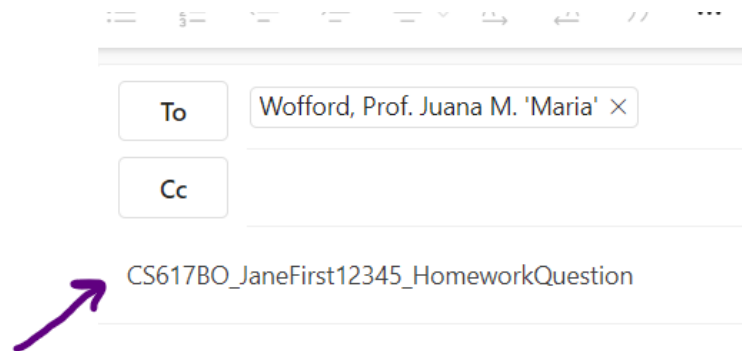 To Wofford, Prof. Juana M. 'Maria' ×
Cc
CS617BO_JaneFirst12345_HomeworkQuestion